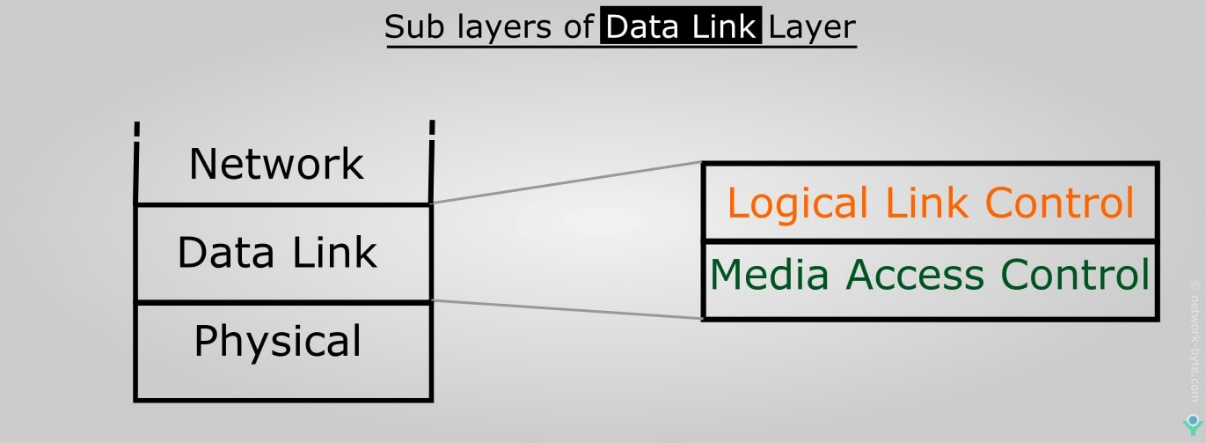 Sub layers of Data Link Layer
Network
Data Link
Physical
Logical Link Control
Media Access Control
© network-byte.com